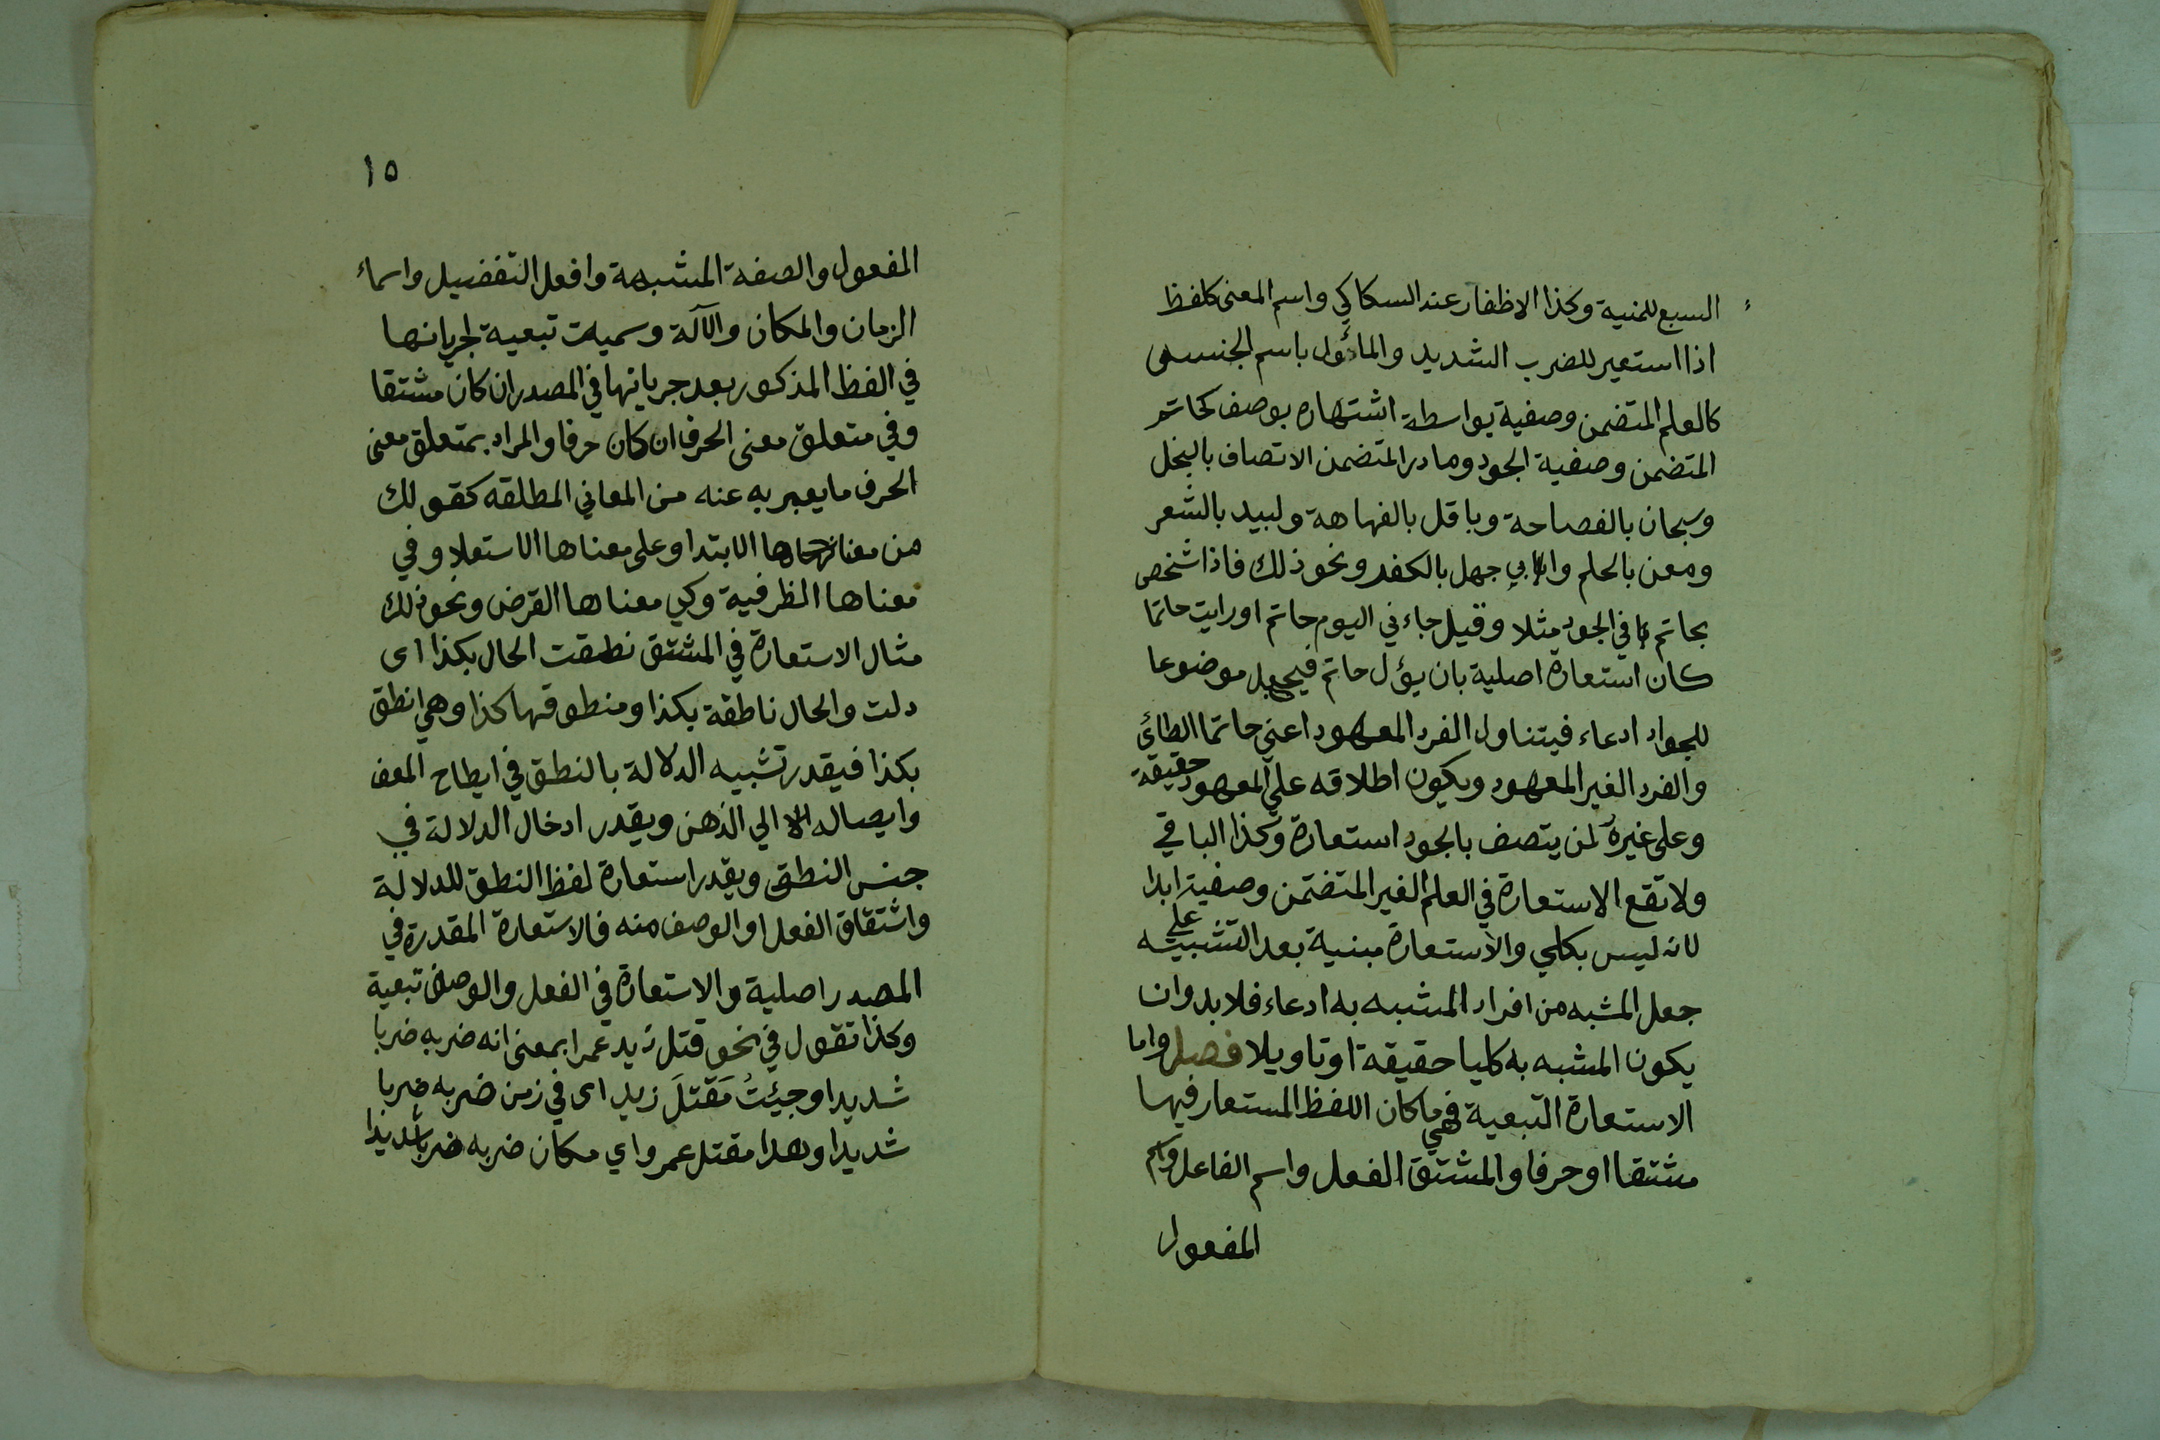 السبع للمنية وكذا الاظفار عند السكاكي واسم المعنى كلفظ
اذا استعير للضرب الشديد والمأول باسم الجنس
كالعلم المتضمن وصفية بواسطة اشتهاره بوصف كحاتم
المتضمن وصفية الجود ومادر المتضمن الاتصاف بالبخل
وسحبان بالفصاحة وباقل بالفهاهة ولبيد بالشعر
ومعن بالحلم وابي جهل بالكفر ونحو ذلك فاذا شخص
بحاتم في الجود مثلا وقيل جاءني اليوم حاتم او رايت حاتما
كان استعارة اصلية بان يؤل حاتم فيجعل موضوعا
للجواد ادعاء فيتناول الفرد المعهود اعني حاتما الطائي
والفرد الغير المعهود ويكون اطلاقه على المعهود حقيقة
وعلى غيره لمن يتصف بالجود استعارة وكذا الباقي
ولا تقع الاستعارة في العلم الغير المتضمن وصفية ابدا
لانه ليس بكلي والاستعارة مبنية بعد التشبيه على
جعل المشبه من افراد المشبه به ادعاء فلا بد وان
يكون المشبه به كليا حقيقة او تاويلا فصل واما
الاستعارة التبعية فهي ما كان اللفظ المستعار فيها
مشتقا او حرفا والمشتق الفعل واسم الفاعل واسم
المفعول
١٥
المفعول والصفة المشبهة وافعل التفضيل واسماء
الزمان والمكان والآلة وسميت تبعية لجريانها
في الفظ المذكور بعد جريانها في المصدر ان كان مشتقا
وفي متعلق معنى الحرف ان كان حرفا والمراد بمتعلق معنى
الحرف ما يعبر به عنه من المعاني المطلقه كقولك
من معناها الابتدا وعلى معناها الاستعلا وفي
معناها الظرفية وكي معناها الغرض ونحو ذلك
مثال الاستعارة في المشتق نطقت الحال بكذا اى
دلت والحال ناطقة بكذا ومنطوقها كذا وهي انطق
بكذا فيقدر تشبيه الدلالة بالنطق في ايطاح المعنى
وايصاله الي الذهن ويقدر ادخال الدلالة في
جنس النطق ويقدر استعارة لفظ النطق للدلالة
واشتقاق الفعل او الوصف منه فالاستعارة المقدرة في
المصدر اصلية والاستعارة في الفعل والوصف تبعية
وكذا تقول في نحو قتل زيد عمرا بمعنى انه ضربه ضربا
شديدا وجيئتُ مَقتلَ زيد اى في زمن ضربه ضربا
شديدا وهدا مقتل عمرو اي مكان ضربه ضربا شديدا